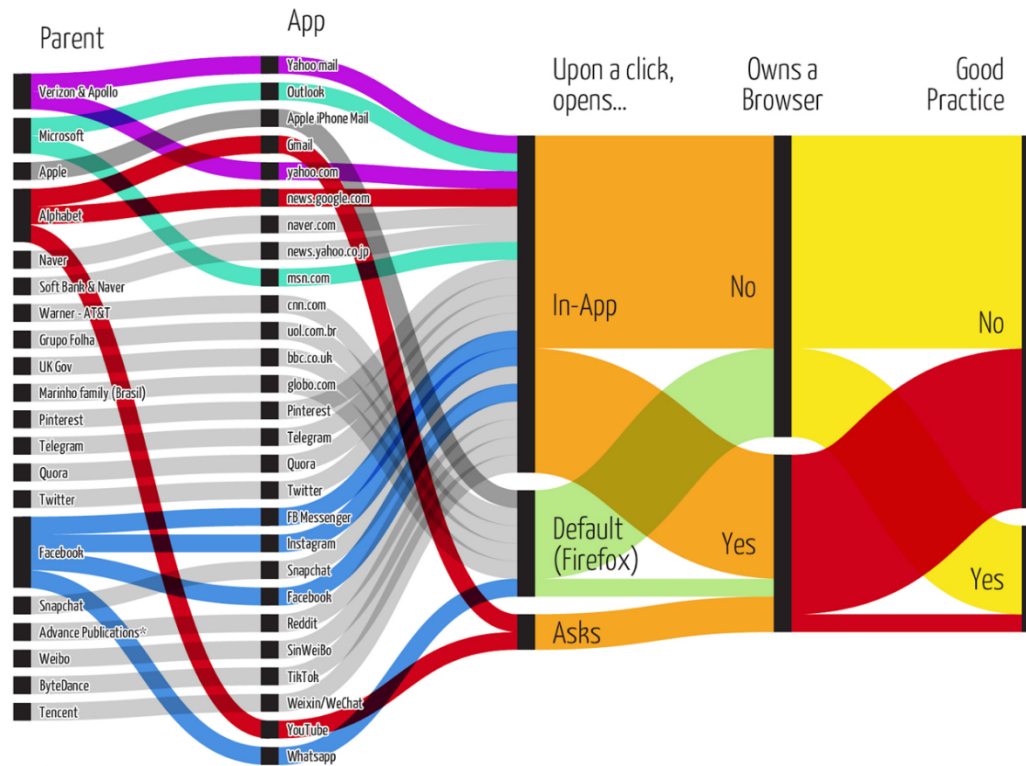 Parent
App
Upon a click,
opens...
Owns a
Browser
Good
Practice
Verizon & Apollo
Microsoft
Apple
Alphabet
Naver
Soft Bank & Naver
Warner - AT&T
Grupo Folha
UK Gov
Marinho family (Brasil)
Pinterest
Telegram
Quora
Twitter
Facebook
Snapchat
Advance Publications*
Weibo
ByteDance
Tencent
Yahoo mail
Outlook
Apple iPhone Mail
Gmail
yahoo.com
news.google.com
naver.com
news.yahoo.co.jp
msn.com
cnn.com
uol.com.br
bbc.co.uk
globo.com
Pinterest
Telegram
Quora
Twitter
FB Messenger
Instagram
Snapchat
Facebook
Reddit
SinWeiBo
TikTok
Weixin/WeChat
YouTube
Whatsapp
In-App
Default
(Firefox)
Asks
No
Yes
No
Yes